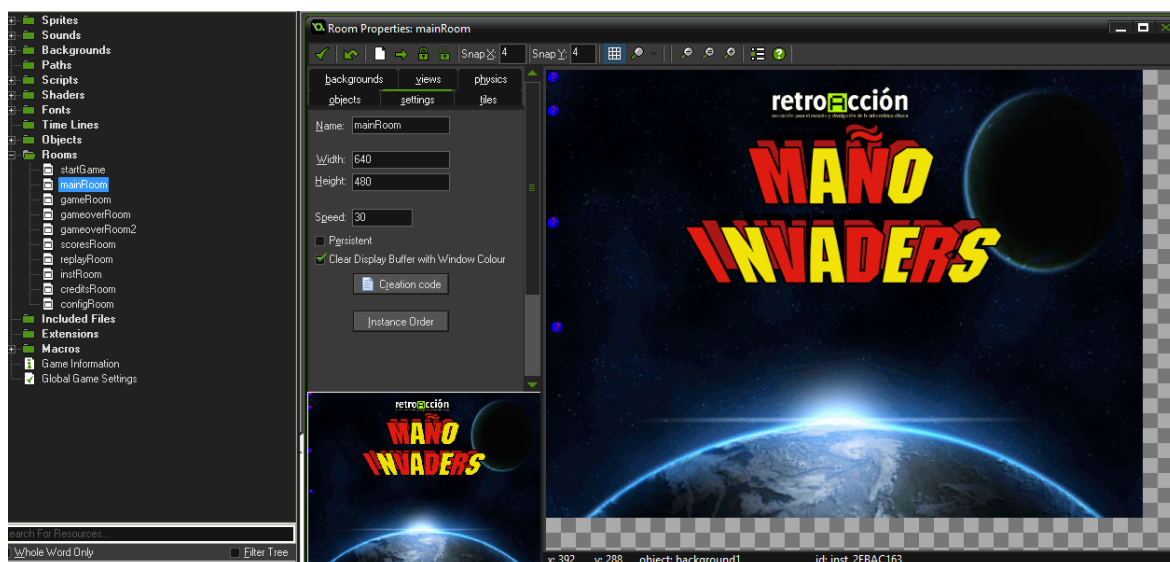 Sprites
Sounds
Backgrounds
Paths
Scripts
Shaders
Fonts
Time Lines
Objects
Rooms
startGame
mainRoom
gameRoom
gameoverRoom
gameoverRoom2
scoresRoom
replayRoom
instRoom
creditsRoom
configRoom
Included Files
Extensions
Macros
Game Information
Global Game Settings
earch For Resources...
Whole Word Only
Filter Tree
Room Properties: mainRoom
Snap X: 4 Snap Y: 4
backgrounds views physics
objects settings tiles
Name: mainRoom
Width: 640
Height: 480
Speed: 30
Persistent
Clear Display Buffer with Window Colour
Creation code
Instance Order
retroacción
MAÑO
INVADERS
retroacción
MAÑO
INVADERS
x: 392 y: 288 object: background1 id: inst_2FBAC163